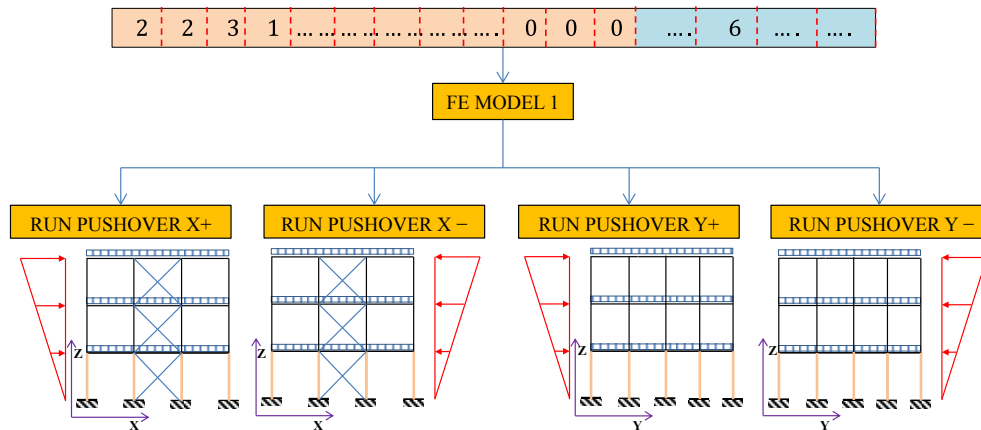 2 2 3 1 ... ... ... ... ... ... ... . 0 0 0 .... 6 .... ....
FE MODEL 1
RUN PUSHOVER X+ RUN PUSHOVER X − RUN PUSHOVER Y+ RUN PUSHOVER Y −
Z Z Z Z
X X Y Y